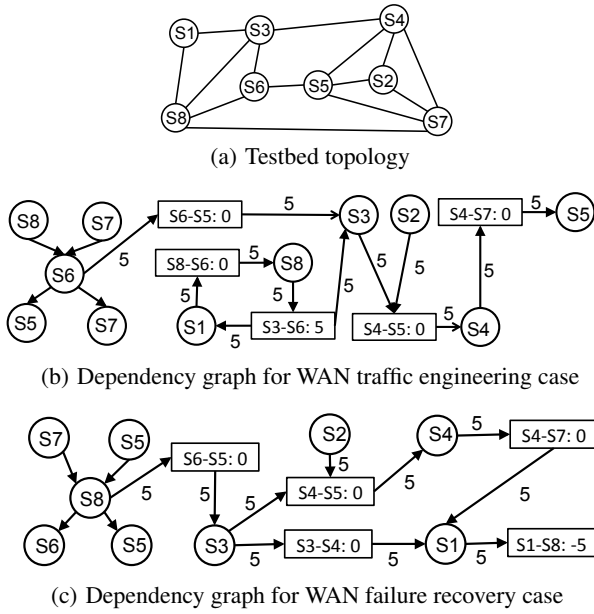 S1
S3
S4
S6
S5
S2
S8
S7
(a) Testbed topology
S8
S7
S6-S5: 0
5
S3
S2
S4-S7: 0
5
S5
S6
5
S8-S6: 0
5
S8
5
5
5
5
5
5
S5
S7
S1
5
S3-S6: 5
S4-S5: 0
5
S4
(b) Dependency graph for WAN traffic engineering case
S7
S5
S6-S5: 0
S2
S4
5
S4-S7: 0
S8
5
5
5
S4-S5: 0
5
5
5
S6
S5
S3
5
S3-S4: 0
5
S1
5
S1-S8: -5
(c) Dependency graph for WAN failure recovery case